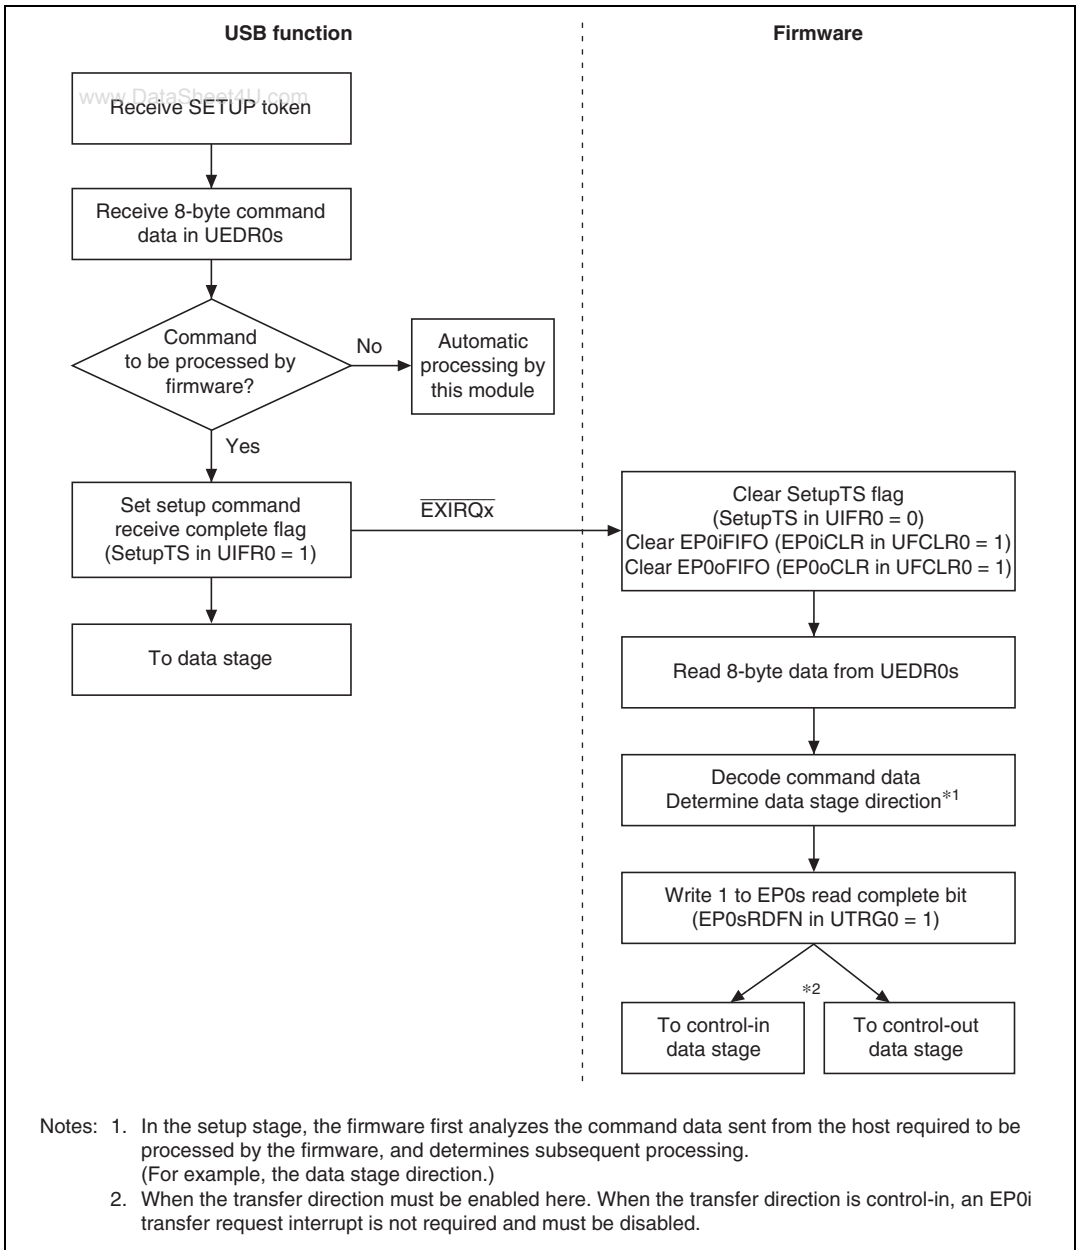 USB function
Firmware
www.DataSheet4U.com
Receive SETUP token
Receive 8-byte command
data in UEDR0s
Command
to be processed by
firmware?
No
Automatic
processing by
this module
Yes
Set setup command
receive complete flag
(SetupTS in UIFR0 = 1)
EXIRQx
To data stage
Clear SetupTS flag
(SetupTS in UIFR0 = 0)
Clear EP0iFIFO (EP0iCLR in UFCLR0 = 1)
Clear EP0oFIFO (EP0oCLR in UFCLR0 = 1)
Read 8-byte data from UEDR0s
Decode command data
Determine data stage direction*1
Write 1 to EP0s read complete bit
(EP0sRDFN in UTRG0 = 1)
*2
To control-in
data stage
To control-out
data stage
Notes: 1. In the setup stage, the firmware first analyzes the command data sent from the host required to be
processed by the firmware, and determines subsequent processing.
(For example, the data stage direction.)
2. When the transfer direction must be enabled here. When the transfer direction is control-in, an EP0i
transfer request interrupt is not required and must be disabled.